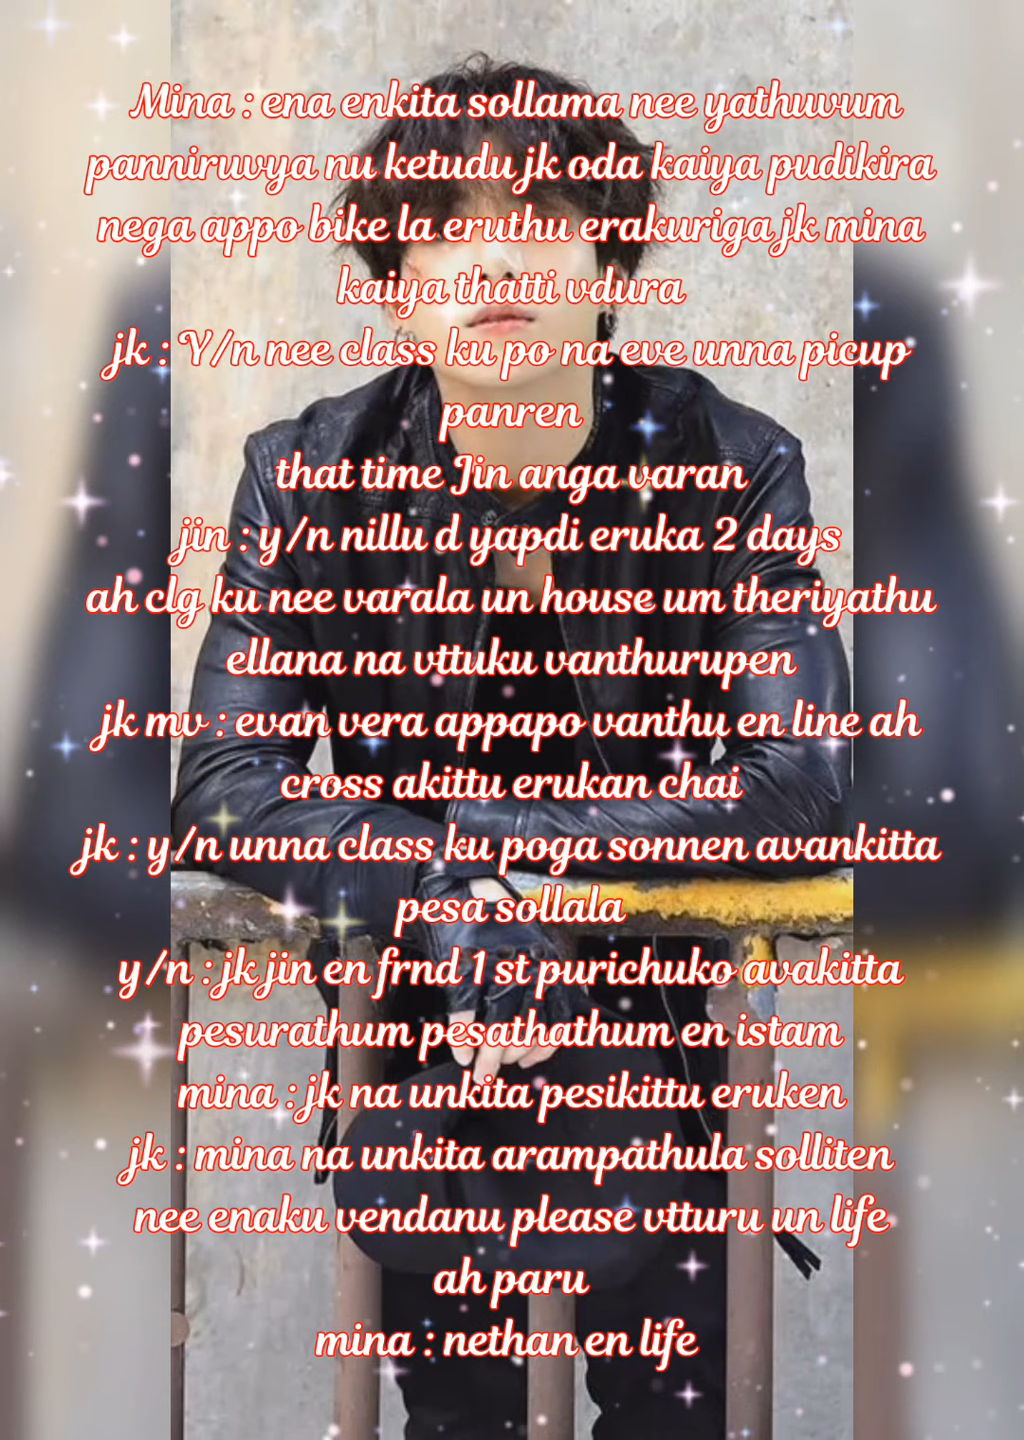 Mina : ena enkita sollama nee yathuvum
panniruvya nu ketudu jk oda kaiya pudikira
nega appo bike la eruthu erakuriga jk mina
kaiya thatti vdura
jk : Y/n nee class ku po na eve unna picup
panren
that time Jin anga varan
jin : y/n nillu d yapdi eruka 2 days
ah clg ku nee varala un house um theriyathu
ellana na vttuku vanthurupen
jk mv : evan vera appapo vanthu en line ah
cross akittu erukan chai
jk : y/n unna class ku poga sonnen avankitta
pesa sollala
y/n : jk jin en frnd 1 st purichuko avakitta
pesurathum pesathathum en istam
mina : jk na unkita pesikittu eruken
jk : mina na unkita arampathula solliten
nee enaku vendanu please vtturu un life
ah paru
mina : nethan en life